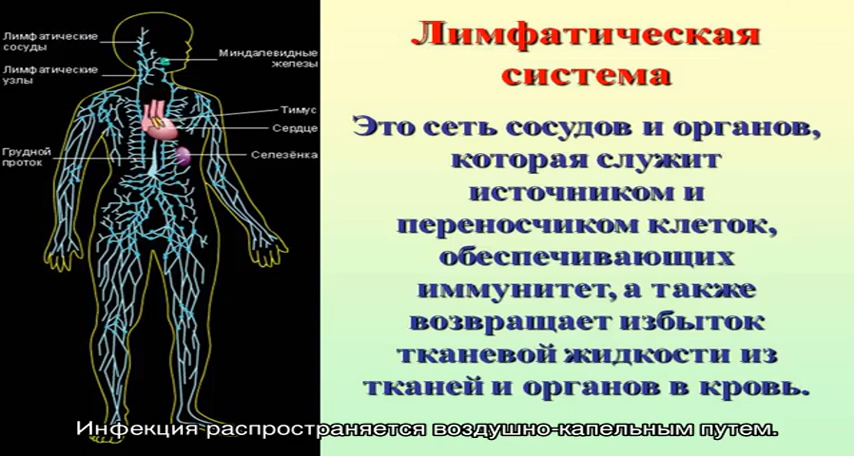 Лимфатические
сосуды
Миндалевидные
железы
Лимфатические
узлы
Тимус
Сердце
Грудной
проток
Селезёнка
Лимфатическая
система
Это сеть сосудов и органов,
которая служит
источником и
переносчиком клеток,
обеспечивающих
иммунитет, а также
возвращает избыток
тканевой жидкости из
тканей и органов в кровь.
Инфекция распространяется воздушно-капельным путем.